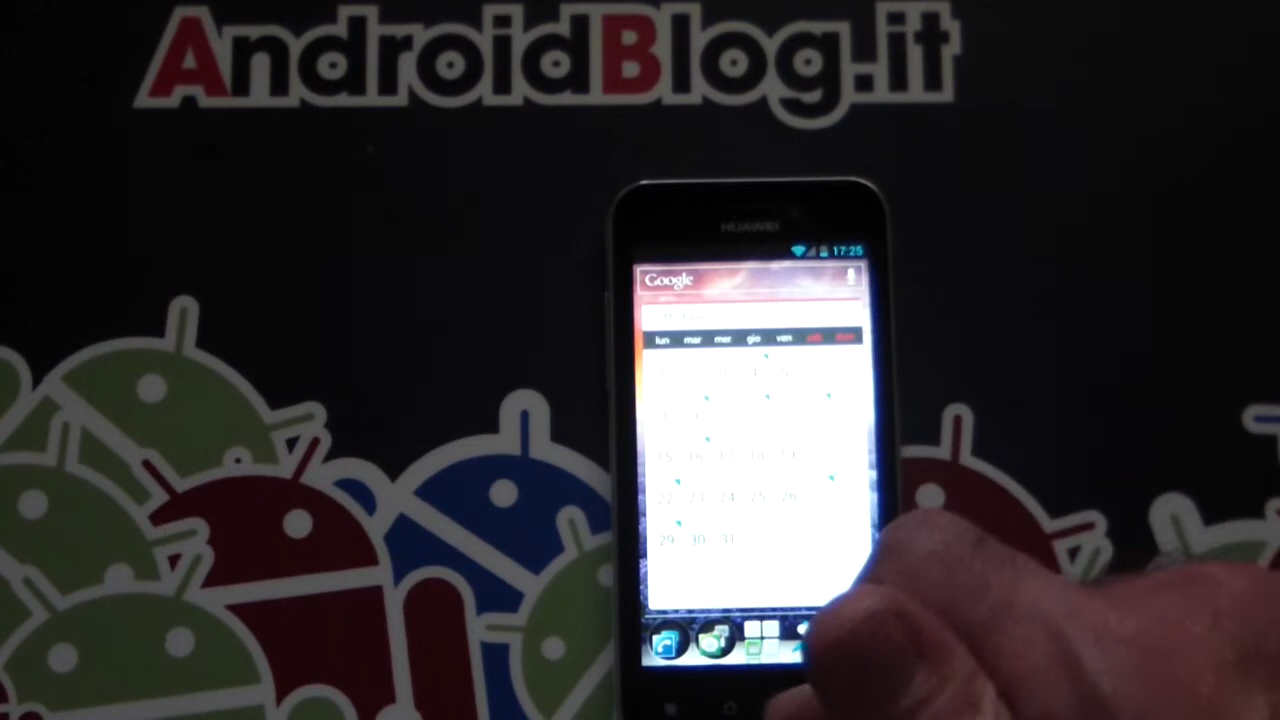 AndroidBlog.it
HUAWEI
17:25
Google
lun mar mer gio ven sab dom
15 16 17 18 19
22 23 24 25 26
29 30 31